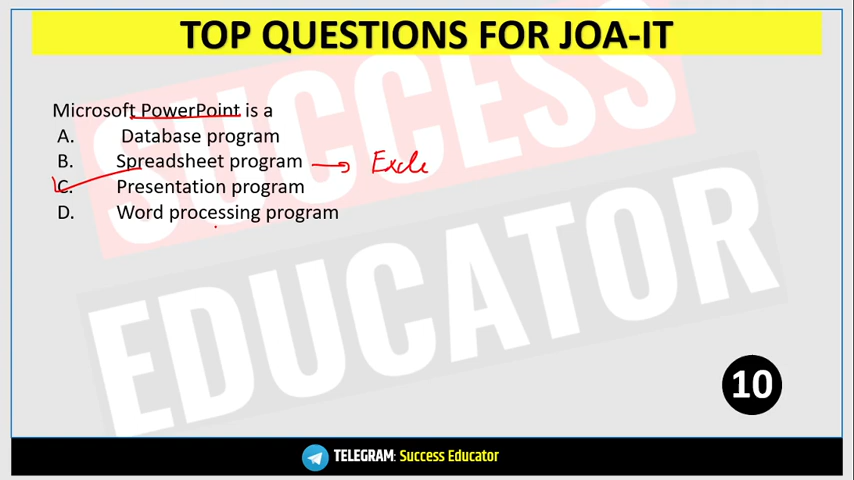 TOP QUESTIONS FOR JOA-IT
SUCCESS
EDUCATOR
Microsoft PowerPoint is a
A. Database program
B. Spreadsheet program → Exce
C. Presentation program
D. Word processing program
10
TELEGRAM: Success Educator